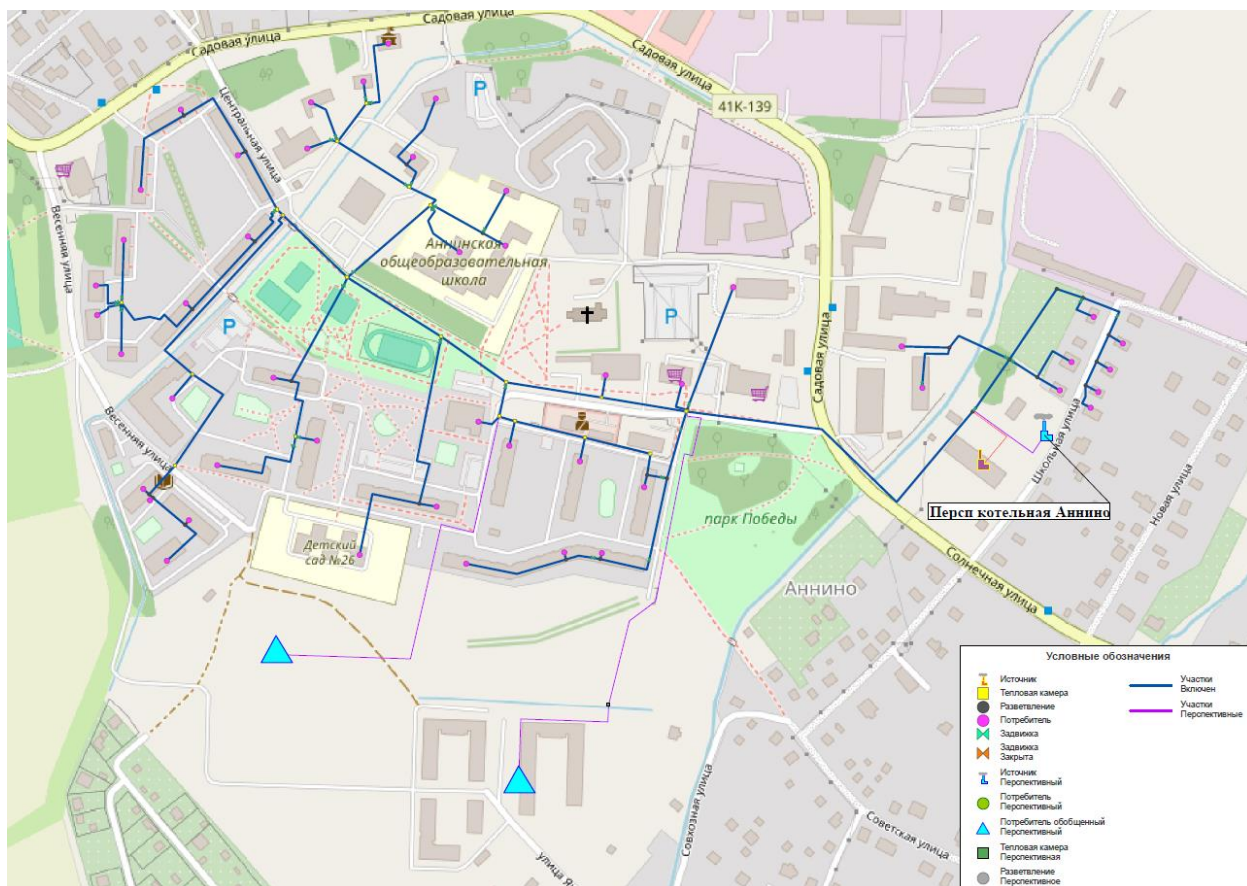 Садовая улица
Садовая улица
Садовая улица
41К-139
P
Центральная улица
Весенняя улица
Аннинская
общеобразовательная
школа
P
P
Садовая улица
Весенняя улица
Школьная улица
Новая улица
Персп котельная Аннино
парк Победы
Детский
сад №26
Солнечная улица
Аннино
Совхозная улица
Советская улица
улица Яг
Условные обозначения
Источник
Тепловая камера
Разветвление
Потребитель
Задвижка
Задвижка
Закрыта
Источник
Перспективный
Потребитель
Перспективный
Потребитель обобщенный
Перспективный
Тепловая камера
Перспективная
Разветвление
Перспективное
Участки
Включен
Участки
Перспективные